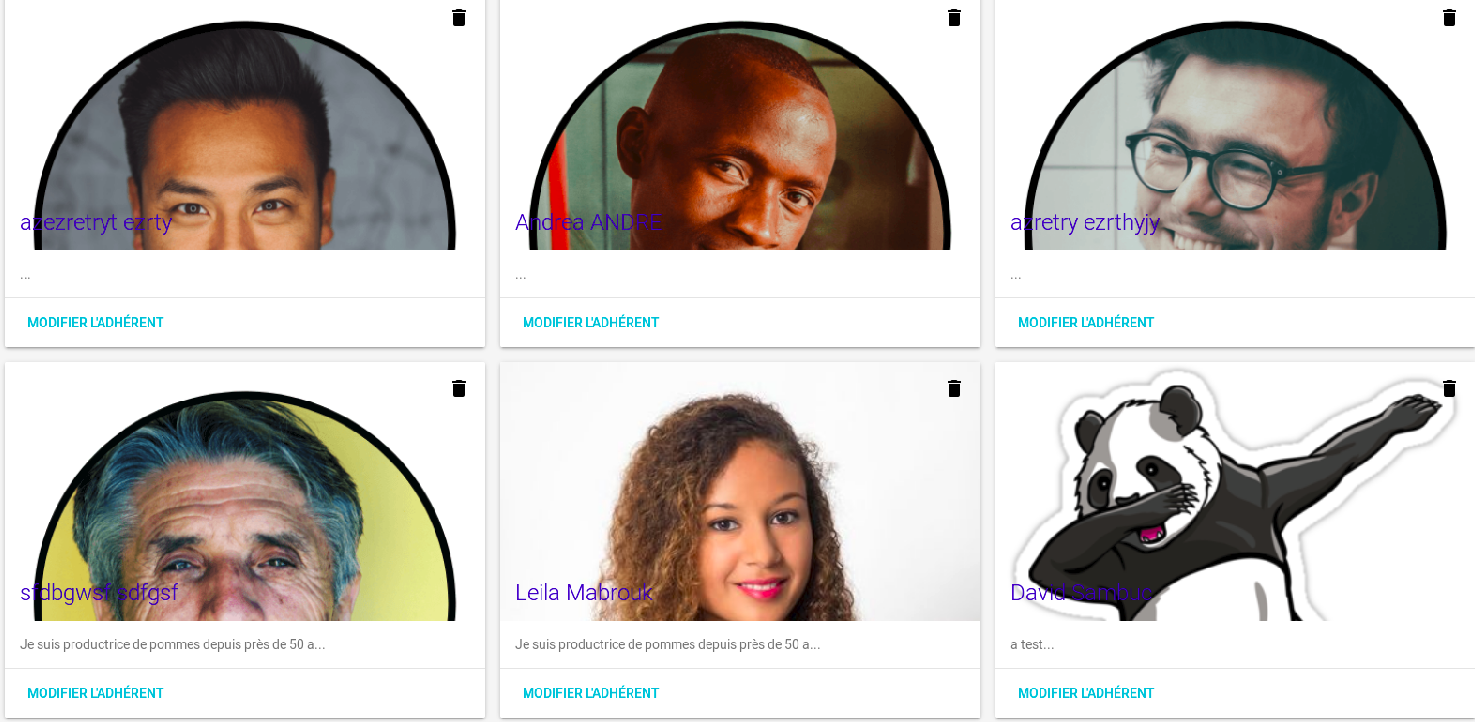 azezretryt ezrty
Andrea ANDRE
azretry ezrthyjy
...
...
...
MODIFIER L'ADHÉRENT
MODIFIER L'ADHÉRENT
MODIFIER L'ADHÉRENT
sfdbgwsf sdfgsf
Leila Mabrouk
David Sambuc
Je suis productrice de pommes depuis près de 50 a...
Je suis productrice de pommes depuis près de 50 a...
a test...
MODIFIER L'ADHÉRENT
MODIFIER L'ADHÉRENT
MODIFIER L'ADHÉRENT